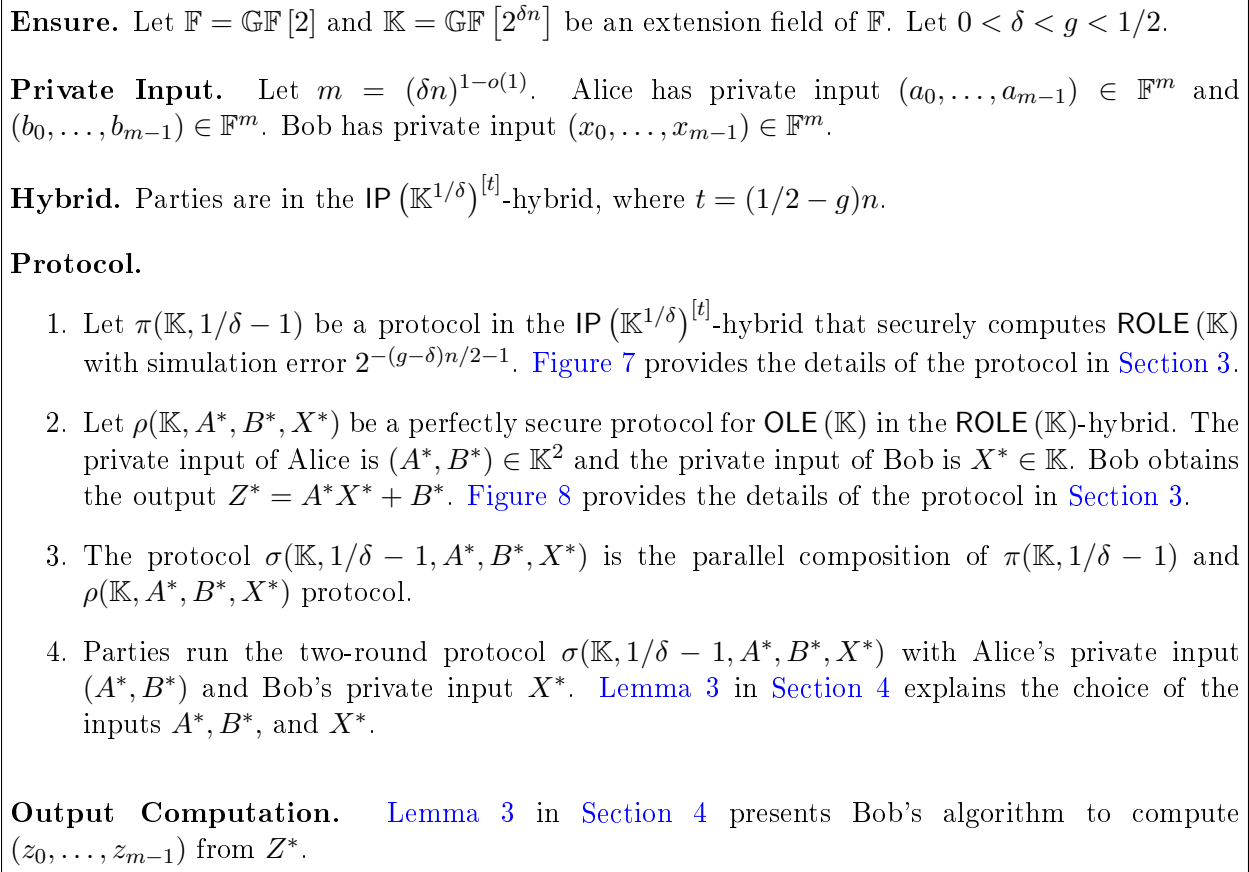 Ensure. Let 𝔽 = 𝔾𝔽 [2] and 𝕂 = 𝔾𝔽 [2^{δn}] be an extension field of 𝔽. Let 0 < δ < g < 1/2.
Private Input. Let m = (δn)^{1−o(1)}. Alice has private input (a_0, . . . , a_{m−1}) ∈ 𝔽^m and
(b_0, . . . , b_{m−1}) ∈ 𝔽^m. Bob has private input (x_0, . . . , x_{m−1}) ∈ 𝔽^m.
Hybrid. Parties are in the IP (𝕂^{1/δ})^{[t]}-hybrid, where t = (1/2 − g)n.
Protocol.
1. Let π(𝕂, 1/δ − 1) be a protocol in the IP (𝕂^{1/δ})^{[t]}-hybrid that securely computes ROLE (𝕂)
with simulation error 2^{−(g−δ)n/2−1}. Figure 7 provides the details of the protocol in Section 3.
2. Let ρ(𝕂, A*, B*, X*) be a perfectly secure protocol for OLE (𝕂) in the ROLE (𝕂)-hybrid. The
private input of Alice is (A*, B*) ∈ 𝕂^2 and the private input of Bob is X* ∈ 𝕂. Bob obtains
the output Z* = A*X* + B*. Figure 8 provides the details of the protocol in Section 3.
3. The protocol σ(𝕂, 1/δ − 1, A*, B*, X*) is the parallel composition of π(𝕂, 1/δ − 1) and
ρ(𝕂, A*, B*, X*) protocol.
4. Parties run the two-round protocol σ(𝕂, 1/δ − 1, A*, B*, X*) with Alice's private input
(A*, B*) and Bob's private input X*. Lemma 3 in Section 4 explains the choice of the
inputs A*, B*, and X*.
Output Computation. Lemma 3 in Section 4 presents Bob's algorithm to compute
(z_0, . . . , z_{m−1}) from Z*.